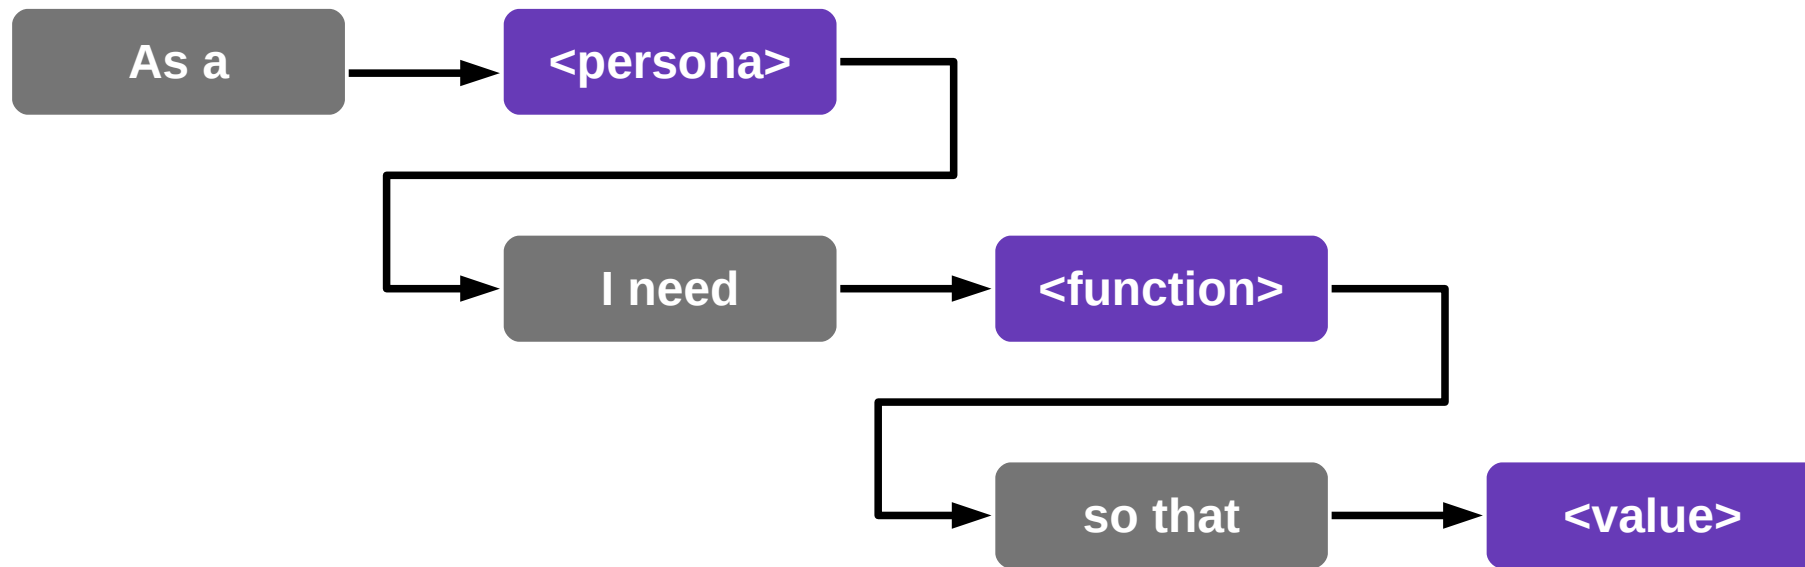 As a
<persona>
I need
<function>
so that
<value>